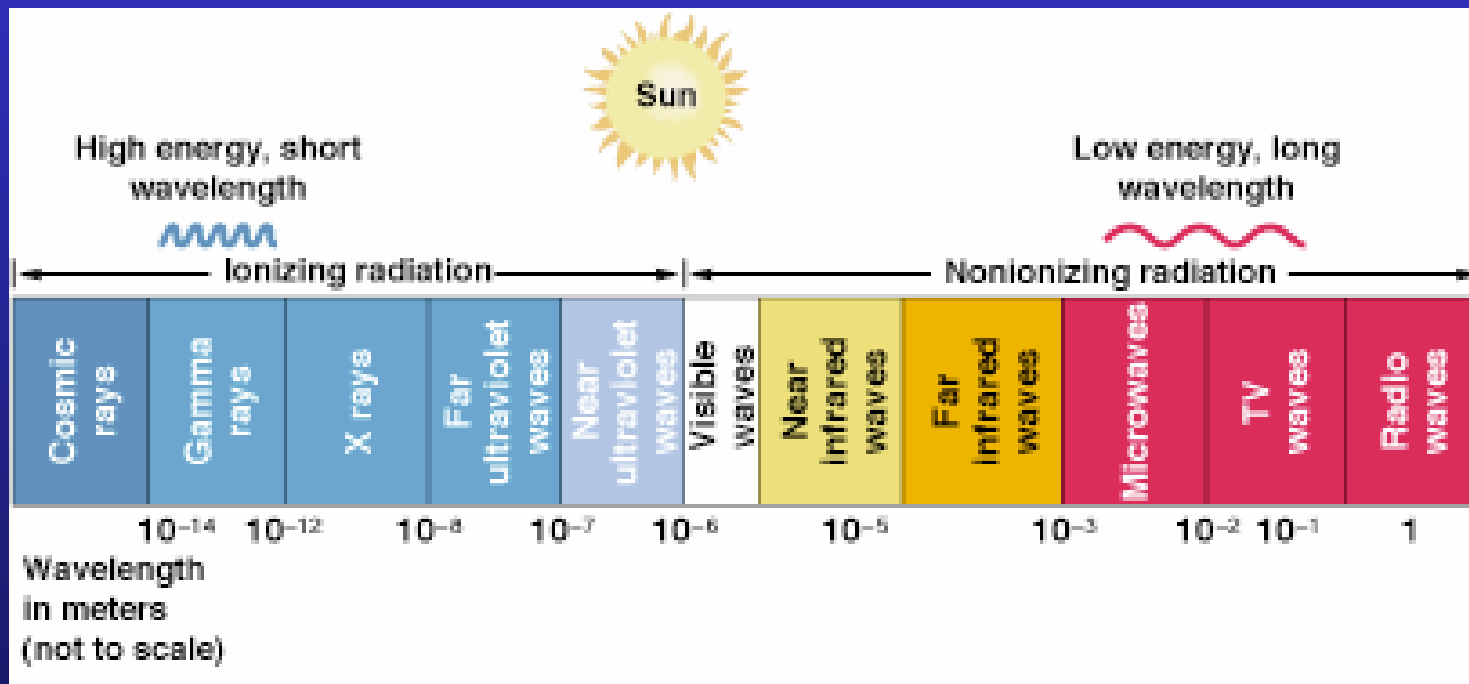 Sun
High energy, short
wavelength
Low energy, long
wavelength
Ionizing radiation
Nonionizing radiation
Cosmic
rays
Gamma
rays
X rays
Far
ultraviolet
waves
Near
ultraviolet
waves
Visible
waves
Near
infrared
waves
Far
infrared
waves
Microwaves
TV
waves
Radio
waves
10⁻¹⁴ 10⁻¹² 10⁻⁸ 10⁻⁷ 10⁻⁶ 10⁻⁵ 10⁻³ 10⁻² 10⁻¹ 1
Wavelength
in meters
(not to scale)